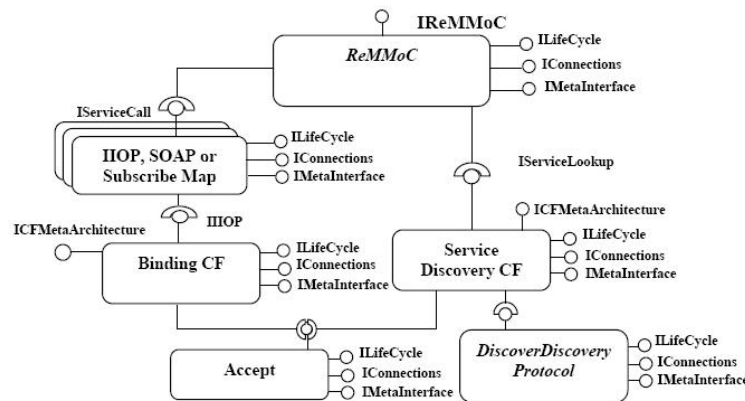 IReMMoC
ReMMoC
ILifeCycle
IConnections
IMetaInterface
IServiceCall
IIOP, SOAP or
Subscribe Map
ILifeCycle
IConnections
IMetaInterface
IServiceLookup
ICFMetaArchitecture
IIIOP
Binding CF
ILifeCycle
IConnections
IMetaInterface
ICFMetaArchitecture
Service
Discovery CF
ILifeCycle
IConnections
IMetaInterface
Accept
ILifeCycle
IConnections
IMetaInterface
DiscoverDiscovery
Protocol
ILifeCycle
IConnections
IMetaInterface